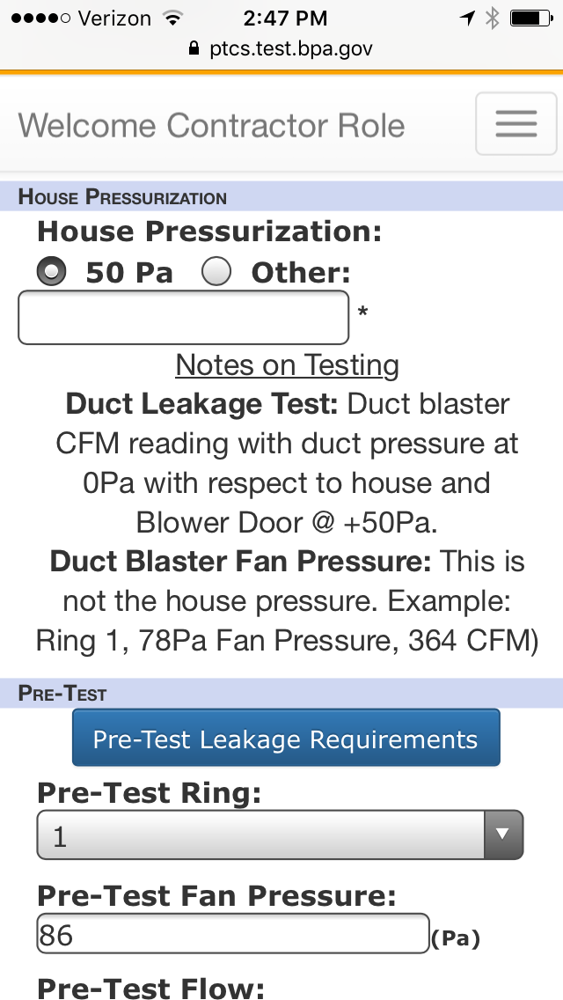 Verizon 2:47 PM
ptcs.test.bpa.gov
Welcome Contractor Role
House Pressurization
House Pressurization:
50 Pa Other:
*
Notes on Testing
Duct Leakage Test: Duct blaster
CFM reading with duct pressure at
0Pa with respect to house and
Blower Door @ +50Pa.
Duct Blaster Fan Pressure: This is
not the house pressure. Example:
Ring 1, 78Pa Fan Pressure, 364 CFM)
Pre-Test
Pre-Test Leakage Requirements
Pre-Test Ring:
1
Pre-Test Fan Pressure:
86 (Pa)
Pre-Test Flow: